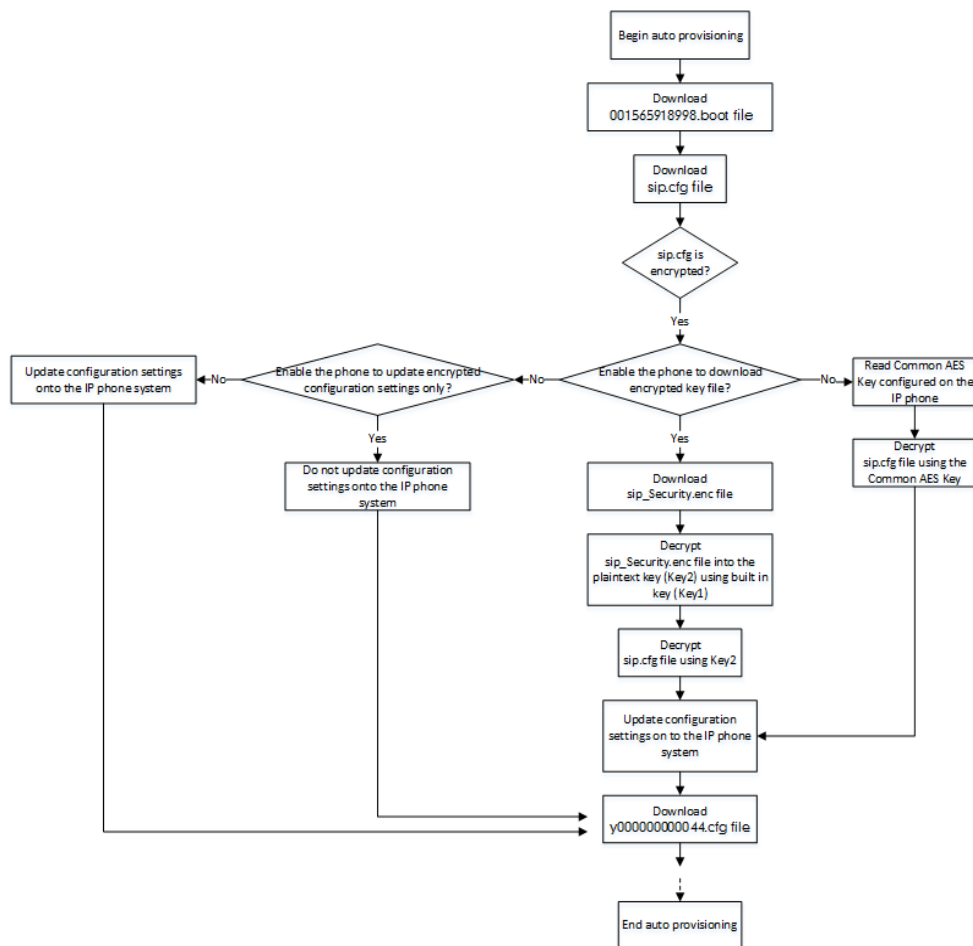 Begin auto provisioning
Download
001565918998.boot file
Download
sip.cfg file
sip.cfg is
encrypted?
Yes
Update configuration settings
onto the IP phone system
No
Enable the phone to update encrypted
configuration settings only?
No
Enable the phone to download
encrypted key file?
No
Read Common AES
Key configured on the
IP phone
Yes
Yes
Decrypt
sip.cfg file using the
Common AES Key
Do not update configuration
settings onto the IP phone
system
Download
sip_Security.enc file
Decrypt
sip_Security.enc file into the
plaintext key (Key2) using built in
key (Key1)
Decrypt
sip.cfg file using Key2
Update configuration
settings on to the IP phone
system
Download
y000000000044.cfg file
End auto provisioning